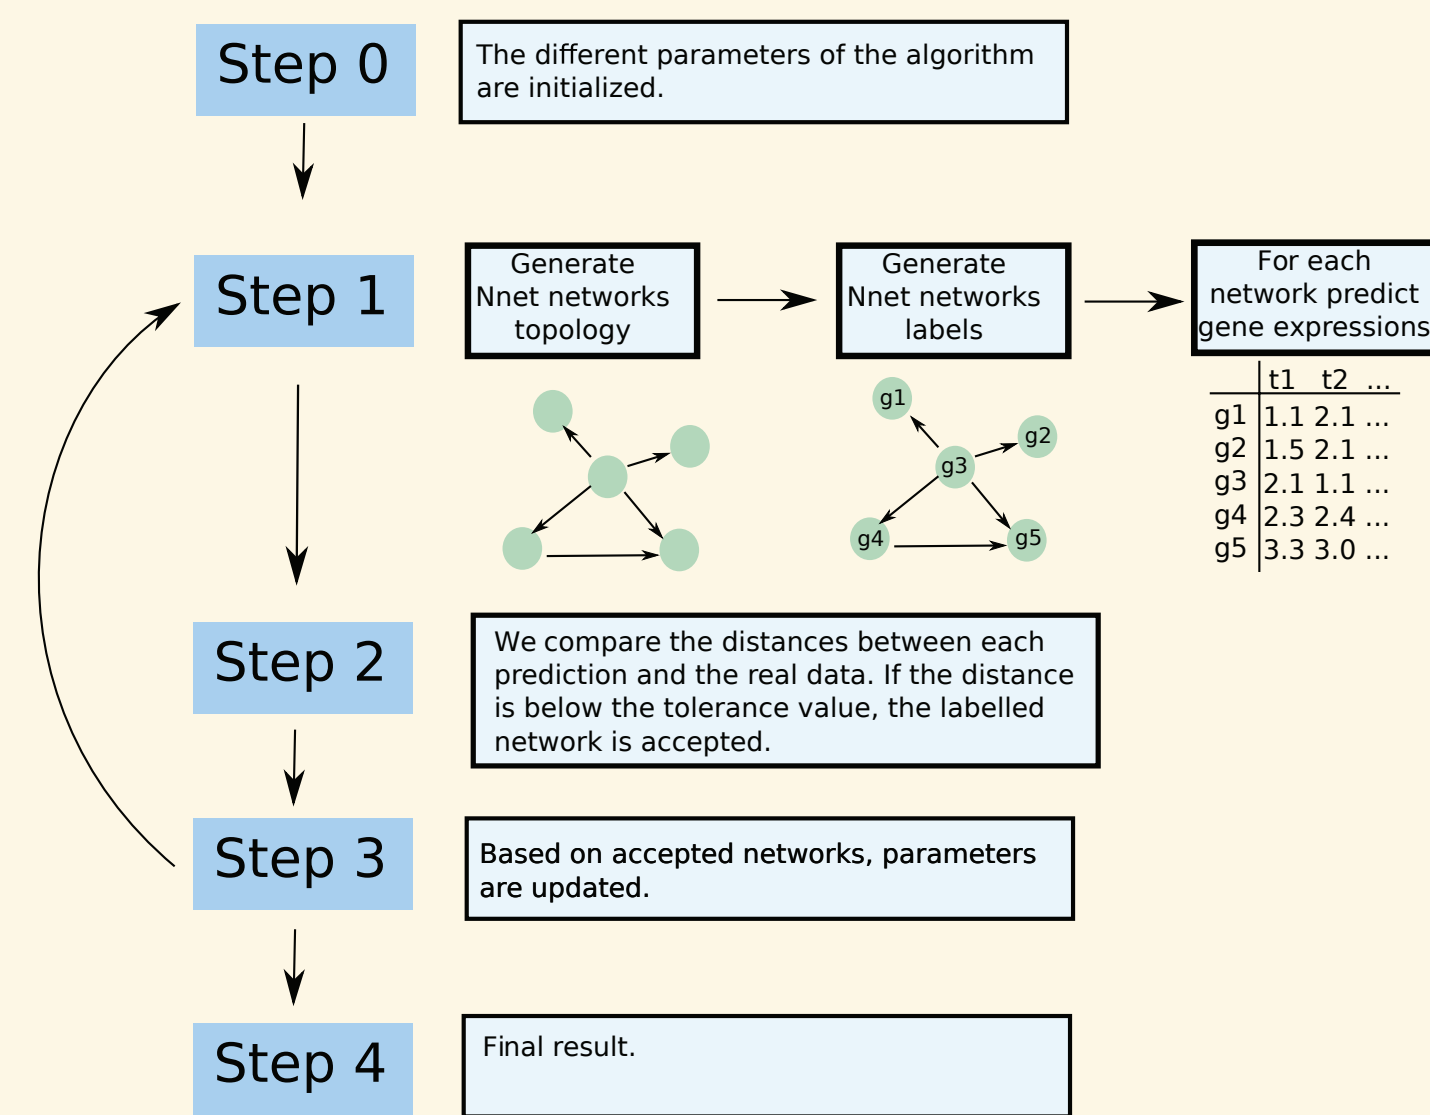 Step 0
The different parameters of the algorithm
are initialized.
Step 1
Generate
Nnet networks
topology
Generate
Nnet networks
labels
For each
network predict
gene expressions
g1
g2
g3
g4
g5
t1 t2 ...
g1 1.1 2.1 ...
g2 1.5 2.1 ...
g3 2.1 1.1 ...
g4 2.3 2.4 ...
g5 3.3 3.0 ...
Step 2
We compare the distances between each
prediction and the real data. If the distance
is below the tolerance value, the labelled
network is accepted.
Step 3
Based on accepted networks, parameters
are updated.
Step 4
Final result.